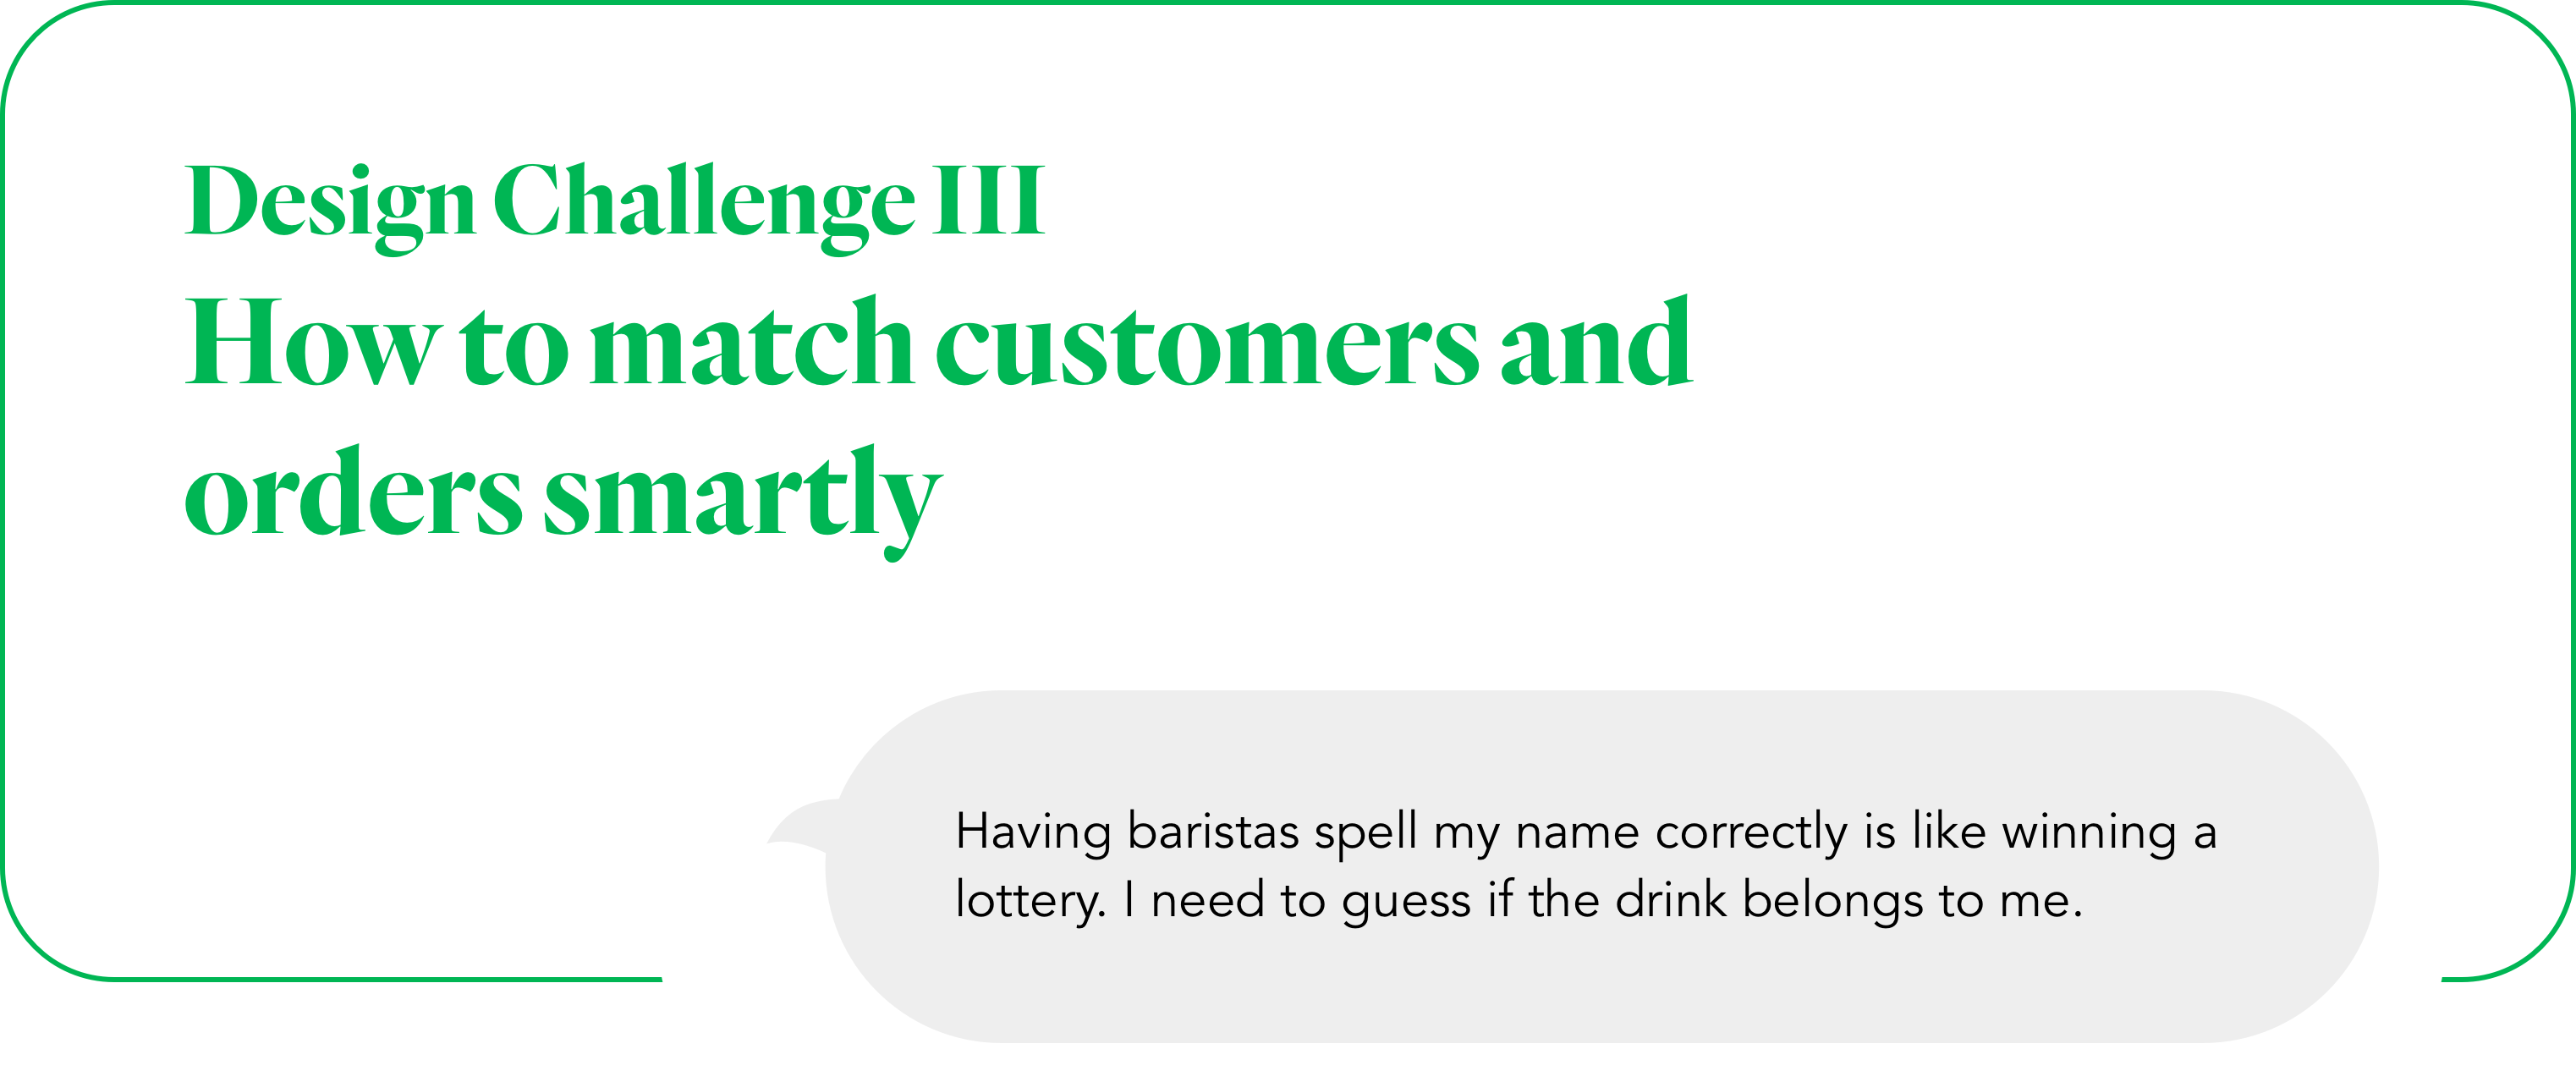 Design Challenge III
How to match customers and
orders smartly
Having baristas spell my name correctly is like winning a
lottery. I need to guess if the drink belongs to me.